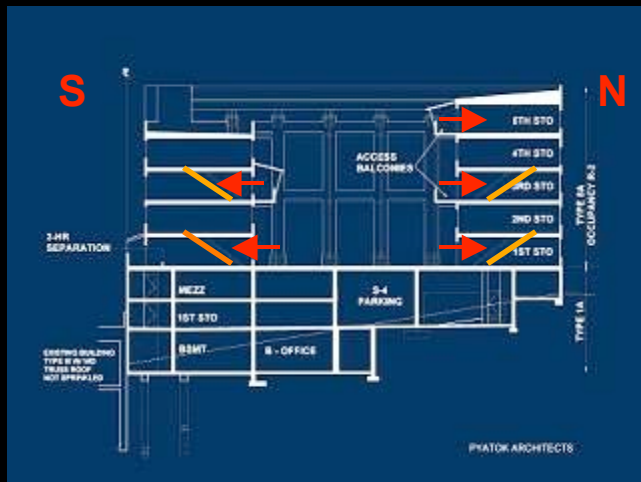 S
N
5TH STO
4TH STO
ACCESS
BALCONIES
3RD STO
2ND STO
1ST STO
TYPE 5A
OCCUPANCY R-2
2-HR
SEPARATION
MEZZ
S-4
PARKING
1ST STO
TYPE 1A
BSMT
B - OFFICE
EXISTING BUILDING
TYPE III W/ WD
TRUSS ROOF
NOT SPRINKLED
PYATOK ARCHITECTS